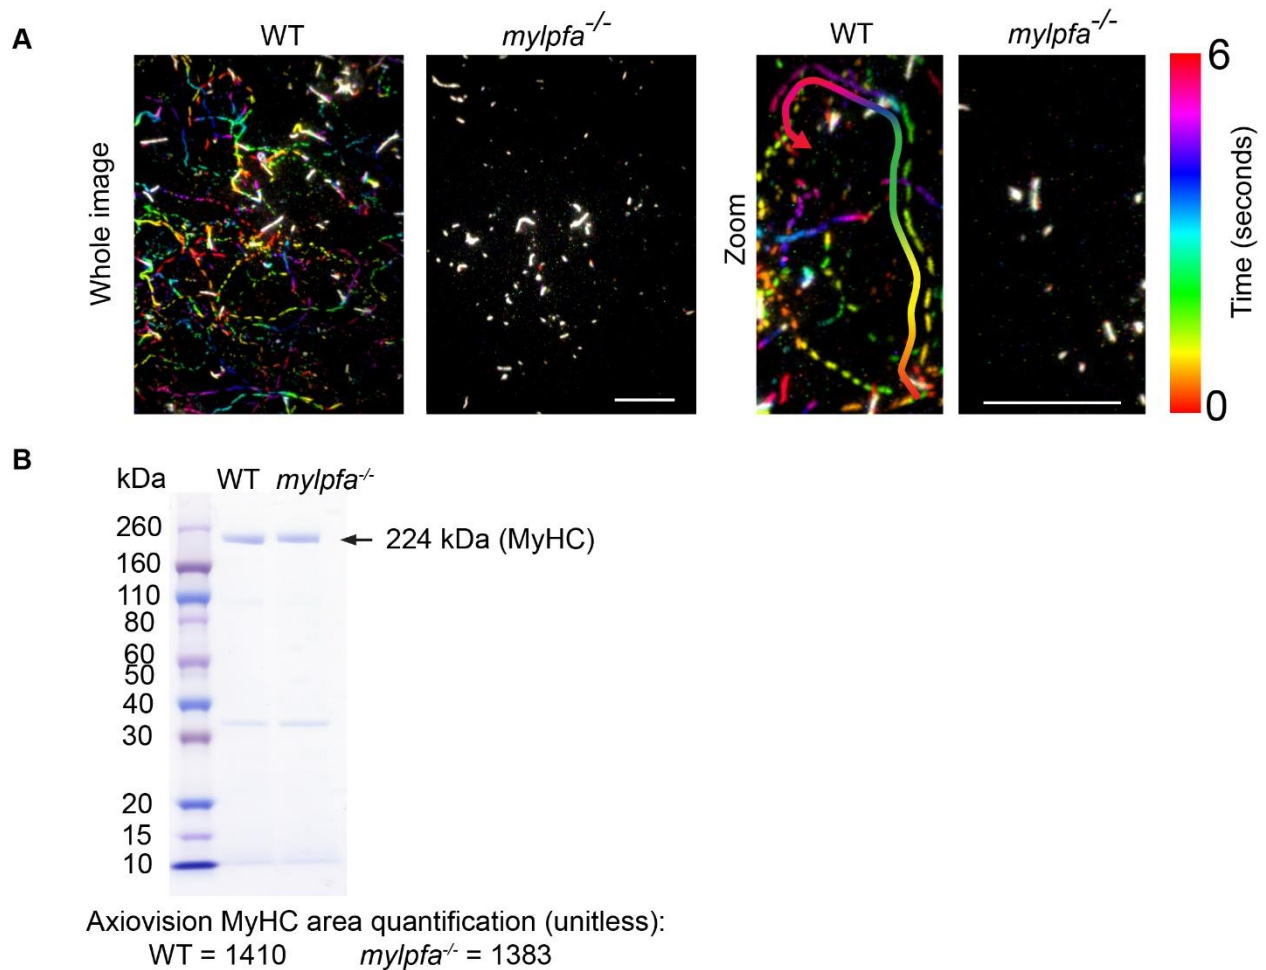 A
WT
mylpfa-/-
WT
mylpfa-/-
Whole image
Zoom
6
Time (seconds)
0
B
kDa
WT
mylpfa-/-
260
160
110
80
60
50
40
30
20
15
10
224 kDa (MyHC)
Axiovision MyHC area quantification (unitless):
WT = 1410 mylpfa-/- = 1383